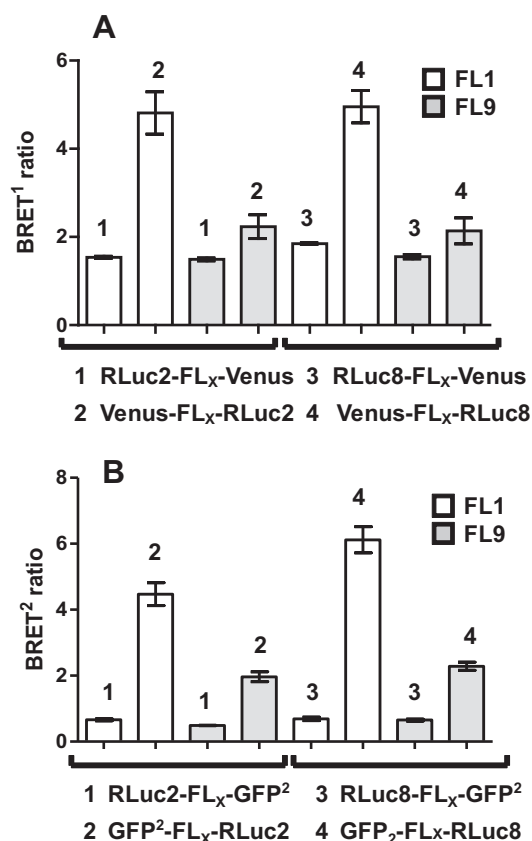 A
6
4
2
0
BRET¹ ratio
FL1
FL9
1
2
1
2
3
4
3
4
1 RLuc2-FLₓ-Venus 3 RLuc8-FLₓ-Venus
2 Venus-FLₓ-RLuc2 4 Venus-FLₓ-RLuc8
B
8
6
4
2
0
BRET² ratio
FL1
FL9
1
2
1
2
3
4
3
4
1 RLuc2-FLₓ-GFP² 3 RLuc8-FLₓ-GFP²
2 GFP²-FLₓ-RLuc2 4 GFP₂-FLₓ-RLuc8